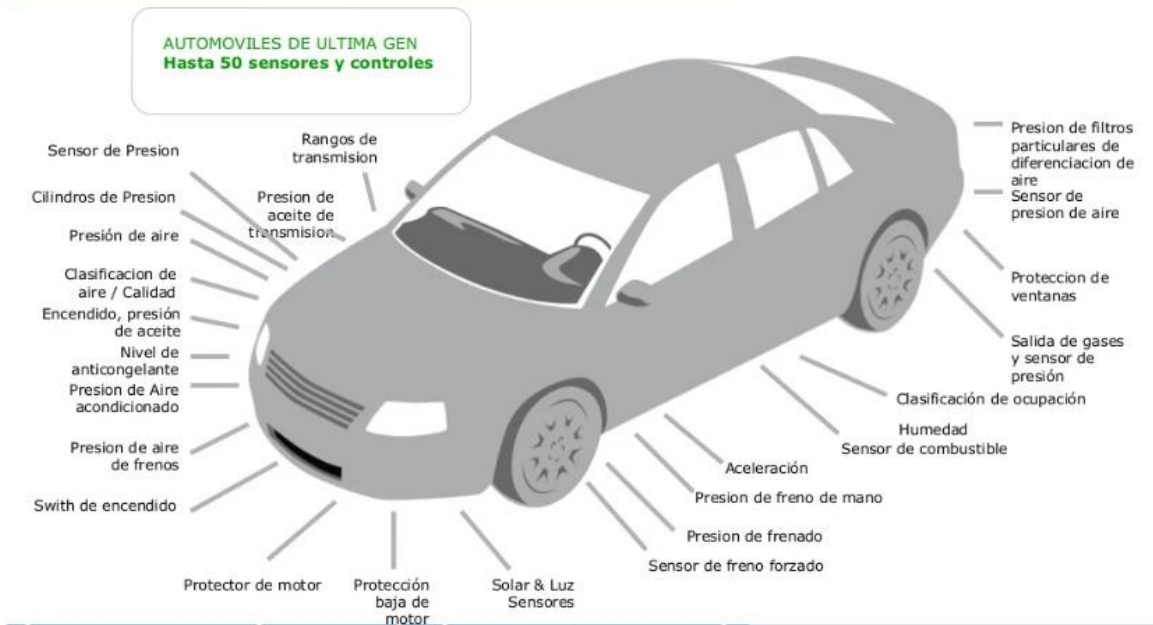 AUTOMOVILES DE ULTIMA GEN
Hasta 50 sensores y controles
Sensor de Presion
Cilindros de Presion
Presión de aire
Clasificacion de
aire / Calidad
Encendido, presión
de aceite
Nivel de
anticongelante
Presion de Aire
acondicionado
Presion de aire
de frenos
Swith de encendido
Rangos de
transmision
Presion de
aceite de
transmision
Protector de motor
Protección
baja de
motor
Solar & Luz
Sensores
Sensor de freno forzado
Presion de frenado
Presion de freno de mano
Aceleración
Humedad
Sensor de combustible
Clasificación de ocupación
Presion de filtros
particulares de
diferenciacion de
aire
Sensor de
presion de aire
Proteccion de
ventanas
Salida de gases
y sensor de
presión